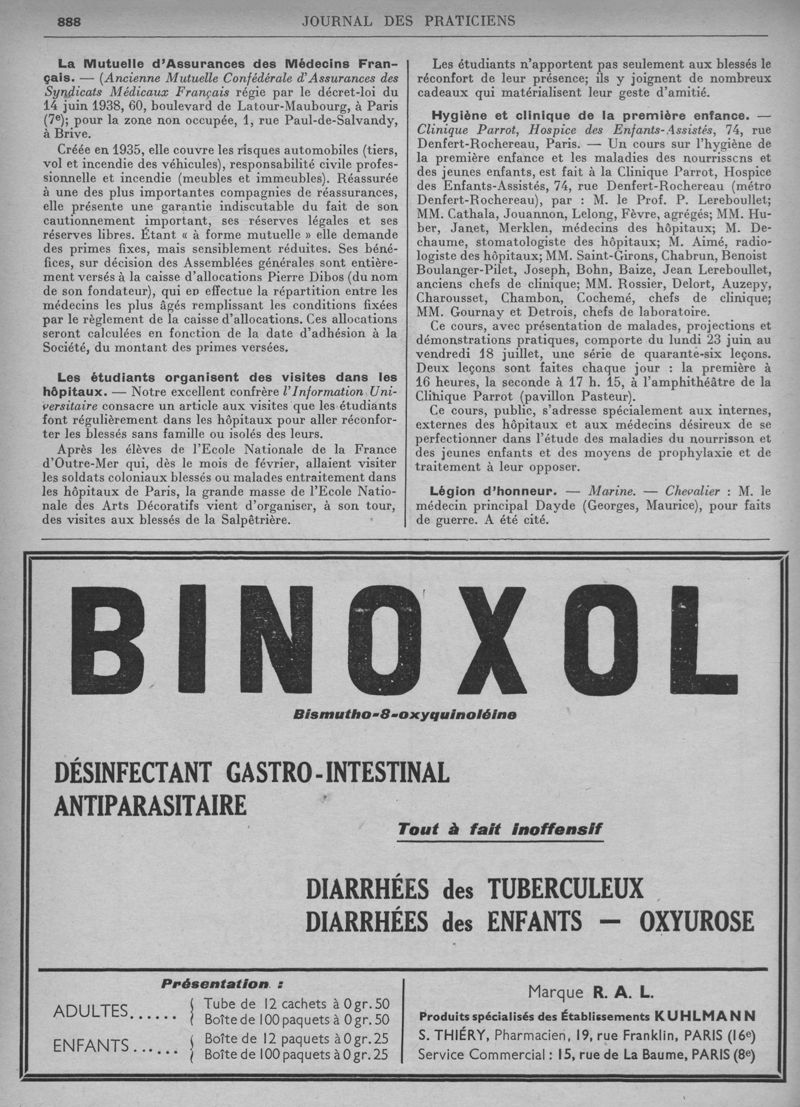 888
JOURNAL DES PRATICIENS
La Mutuelle d'Assurances des Médecins Fran-
çais. — (Ancienne Mutuelle Confédérale d'Assurances des
Syndicats Médicaux Français régie par le décret-loi du
14 juin 1938, 60, boulevard de Latour-Maubourg, à Paris
(7e); pour la zone non occupée, 1, rue Paul-de-Salvandy,
à Brive.
Créée en 1935, elle couvre les risques automobiles (tiers,
vol et incendie des véhicules), responsabilité civile profes-
sionnelle et incendie (meubles et immeubles). Réassurée
à une des plus importantes compagnies de réassurances,
elle présente une garantie indiscutable du fait de son
cautionnement important, ses réserves légales et ses
réserves libres. Étant « à forme mutuelle » elle demande
des primes fixes, mais sensiblement réduites. Ses béné-
fices, sur décision des Assemblées générales sont entière-
ment versés à la caisse d'allocations Pierre Dibos (du nom
de son fondateur), qui en effectue la répartition entre les
médecins les plus âgés remplissant les conditions fixées
par le règlement de la caisse d'allocations. Ces allocations
seront calculées en fonction de la date d'adhésion à la
Société, du montant des primes versées.
Les étudiants organisent des visites dans les
hôpitaux. — Notre excellent confrère l'Information Uni-
versitaire consacre un article aux visites que les étudiants
font régulièrement dans les hôpitaux pour aller réconfor-
ter les blessés sans famille ou isolés des leurs.
Après les élèves de l'Ecole Nationale de la France
d'Outre-Mer qui, dès le mois de février, allaient visiter
les soldats coloniaux blessés ou malades entraitement dans
les hôpitaux de Paris, la grande masse de l'Ecole Natio-
nale des Arts Décoratifs vient d'organiser, à son tour,
des visites aux blessés de la Salpêtrière.
Les étudiants n'apportent pas seulement aux blessés le
réconfort de leur présence; ils y joignent de nombreux
cadeaux qui matérialisent leur geste d'amitié.
Hygiène et clinique de la première enfance. —
Clinique Parrot, Hospice des Enfants-Assistés, 74, rue
Denfert-Rochereau, Paris. — Un cours sur l'hygiène de
la première enfance et les maladies des nourrissons et
des jeunes enfants, est fait à la Clinique Parrot, Hospice
des Enfants-Assistés, 74, rue Denfert-Rochereau (métro
Denfert-Rochereau), par : M. le Prof. P. Lereboullet;
MM. Cathala, Jouannon, Lelong, Fèvre, agrégés; MM. Hu-
ber, Janet, Merklen, médecins des hôpitaux; M. De-
chaume, stomatologiste des hôpitaux; M. Aimé, radio-
logiste des hôpitaux; MM. Saint-Girons, Chabrun, Benoist
Boulanger-Pilet, Joseph, Bohn, Baize, Jean Lereboullet,
anciens chefs de clinique; MM. Rossier, Delort, Auzepy,
Charousset, Chambon, Cochemé, chefs de clinique;
MM. Gournay et Detrois, chefs de laboratoire.
Ce cours, avec présentation de malades, projections et
démonstrations pratiques, comporte du lundi 23 juin au
vendredi 18 juillet, une série de quarante-six leçons.
Deux leçons sont faites chaque jour : la première à
16 heures, la seconde à 17 h. 15, à l'amphithéâtre de la
Clinique Parrot (pavillon Pasteur).
Ce cours, public, s'adresse spécialement aux internes,
externes des hôpitaux et aux médecins désireux de se
perfectionner dans l'étude des maladies du nourrisson et
des jeunes enfants et des moyens de prophylaxie et de
traitement à leur opposer.
Légion d'honneur. — Marine. — Chevalier : M. le
médecin principal Dayde (Georges, Maurice), pour faits
de guerre. A été cité.
BINOXOL
Bismutho-8-oxyquinoléine
DÉSINFECTANT GASTRO-INTESTINAL
ANTIPARASITAIRE
Tout à fait inoffensif
DIARRHÉES des TUBERCULEUX
DIARRHÉES des ENFANTS — OXYUROSE
Présentation :
ADULTES...... { Tube de 12 cachets à 0 gr. 50
Boîte de 100 paquets à 0 gr. 50
ENFANTS...... { Boîte de 12 paquets à 0 gr. 25
Boîte de 100 paquets à 0 gr. 25
Marque R. A. L.
Produits spécialisés des Établissements KUHLMANN
S. THIÉRY, Pharmacien, 19, rue Franklin, PARIS (16e)
Service Commercial : 15, rue de La Baume, PARIS (8e)